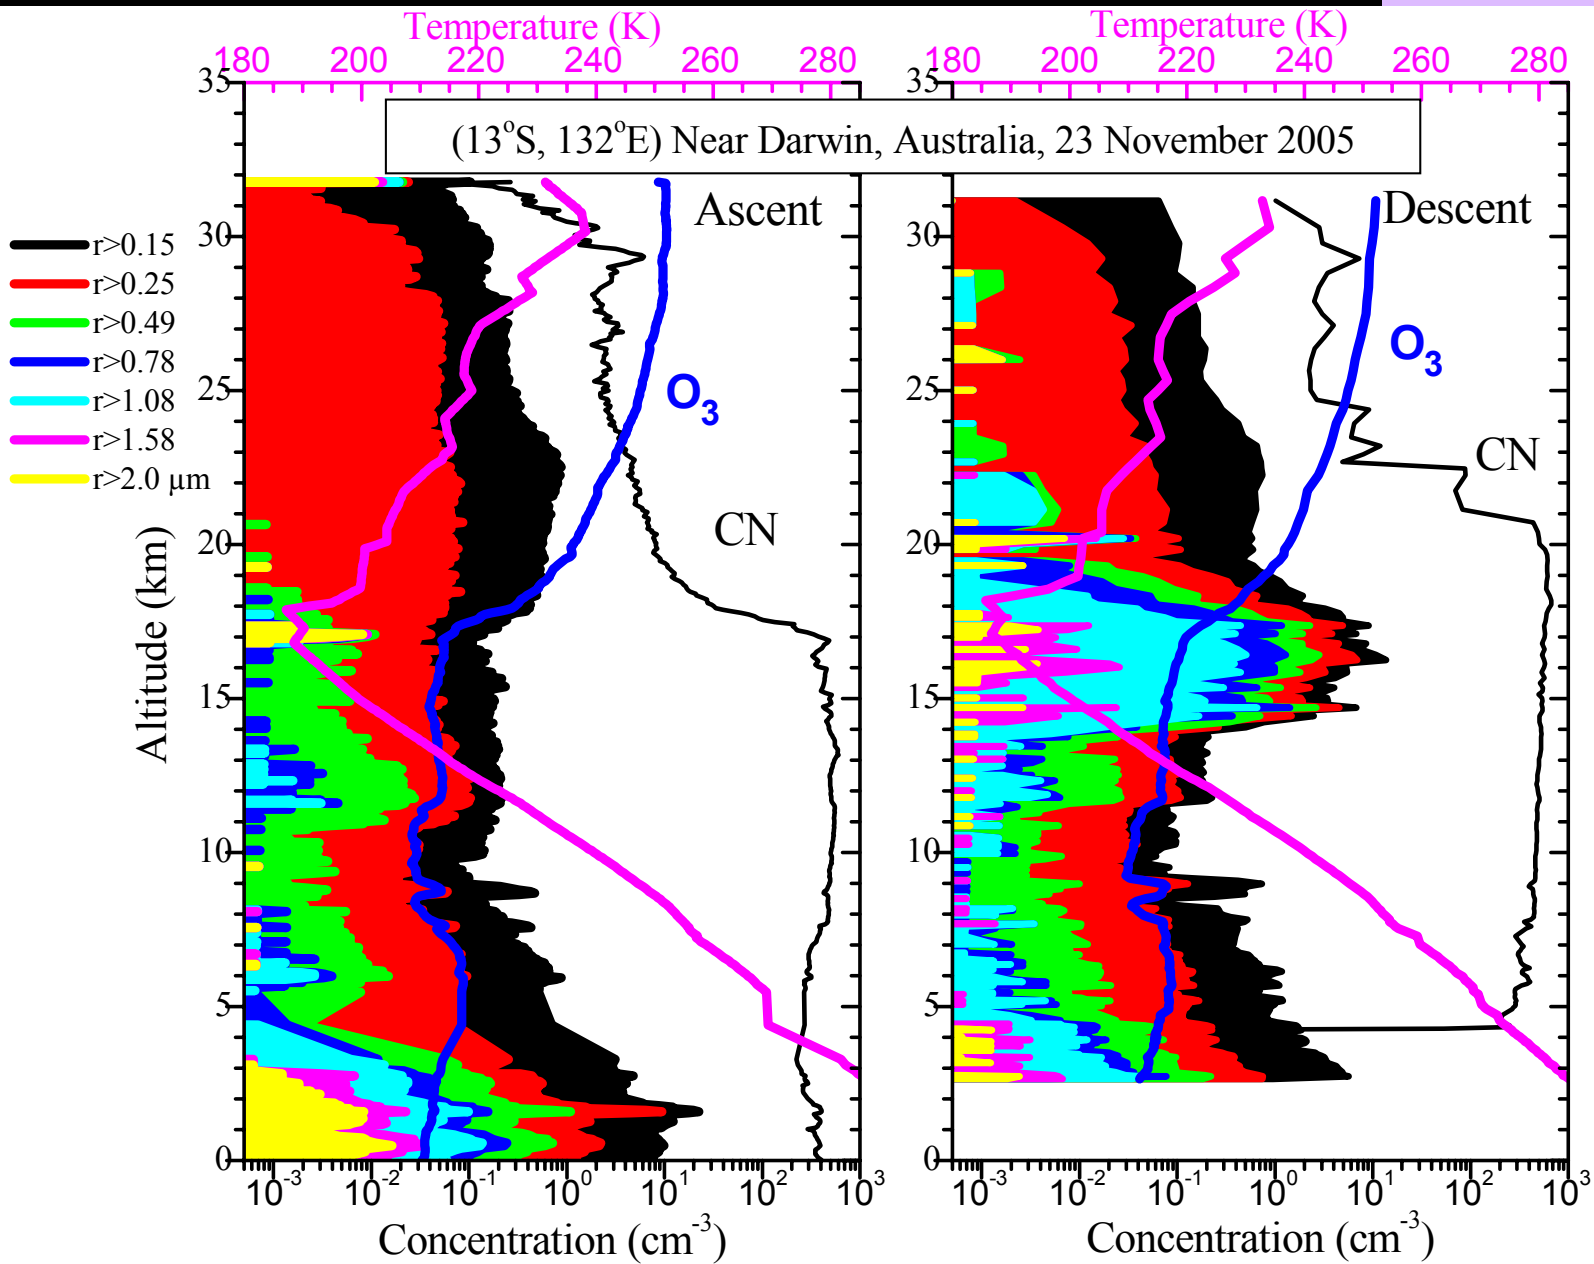 Temperature (K)
Temperature (K)
180 200 220 240 260 280
180 200 220 240 260 280
(13°S, 132°E) Near Darwin, Australia, 23 November 2005
Ascent
Descent
r>0.15
r>0.25
r>0.49
r>0.78
r>1.08
r>1.58
r>2.0 µm
O₃
O₃
CN
CN
Altitude (km)
35
30
25
20
15
10
5
0
35
30
25
20
15
10
5
0
10⁻³ 10⁻² 10⁻¹ 10⁰ 10¹ 10² 10³
10⁻³ 10⁻² 10⁻¹ 10⁰ 10¹ 10² 10³
Concentration (cm⁻³)
Concentration (cm⁻³)